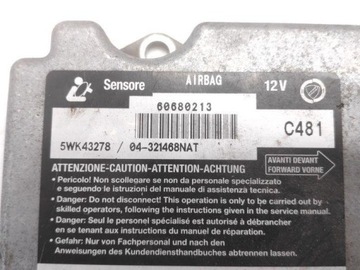 Sensore AIRBAG 12V
60680213
5WK43278 / 04-321468NAT
C481
ATTENZIONE-CAUTION-ATTENTION-ACHTUNG
AVANTI DEVANT
FORWARD VORNE
• Pericolo! Non scollegare se non da personale specializzato
e seguendo le istruzioni del manuale di assistenza tecnica.
• Danger: Do not disconnect! This operation is only to be carried out by
skilled operators, following the instructions given in the service manual.
• Danger: Seul le personel spécialisé est autorisé à débrancher
en se tenant aux instructions du manuel d'assistance.
• Gefahr: Nur von Fachpersonal und nach den
Anweisungen des Kundendiensthandbuches abtrennen lassen.